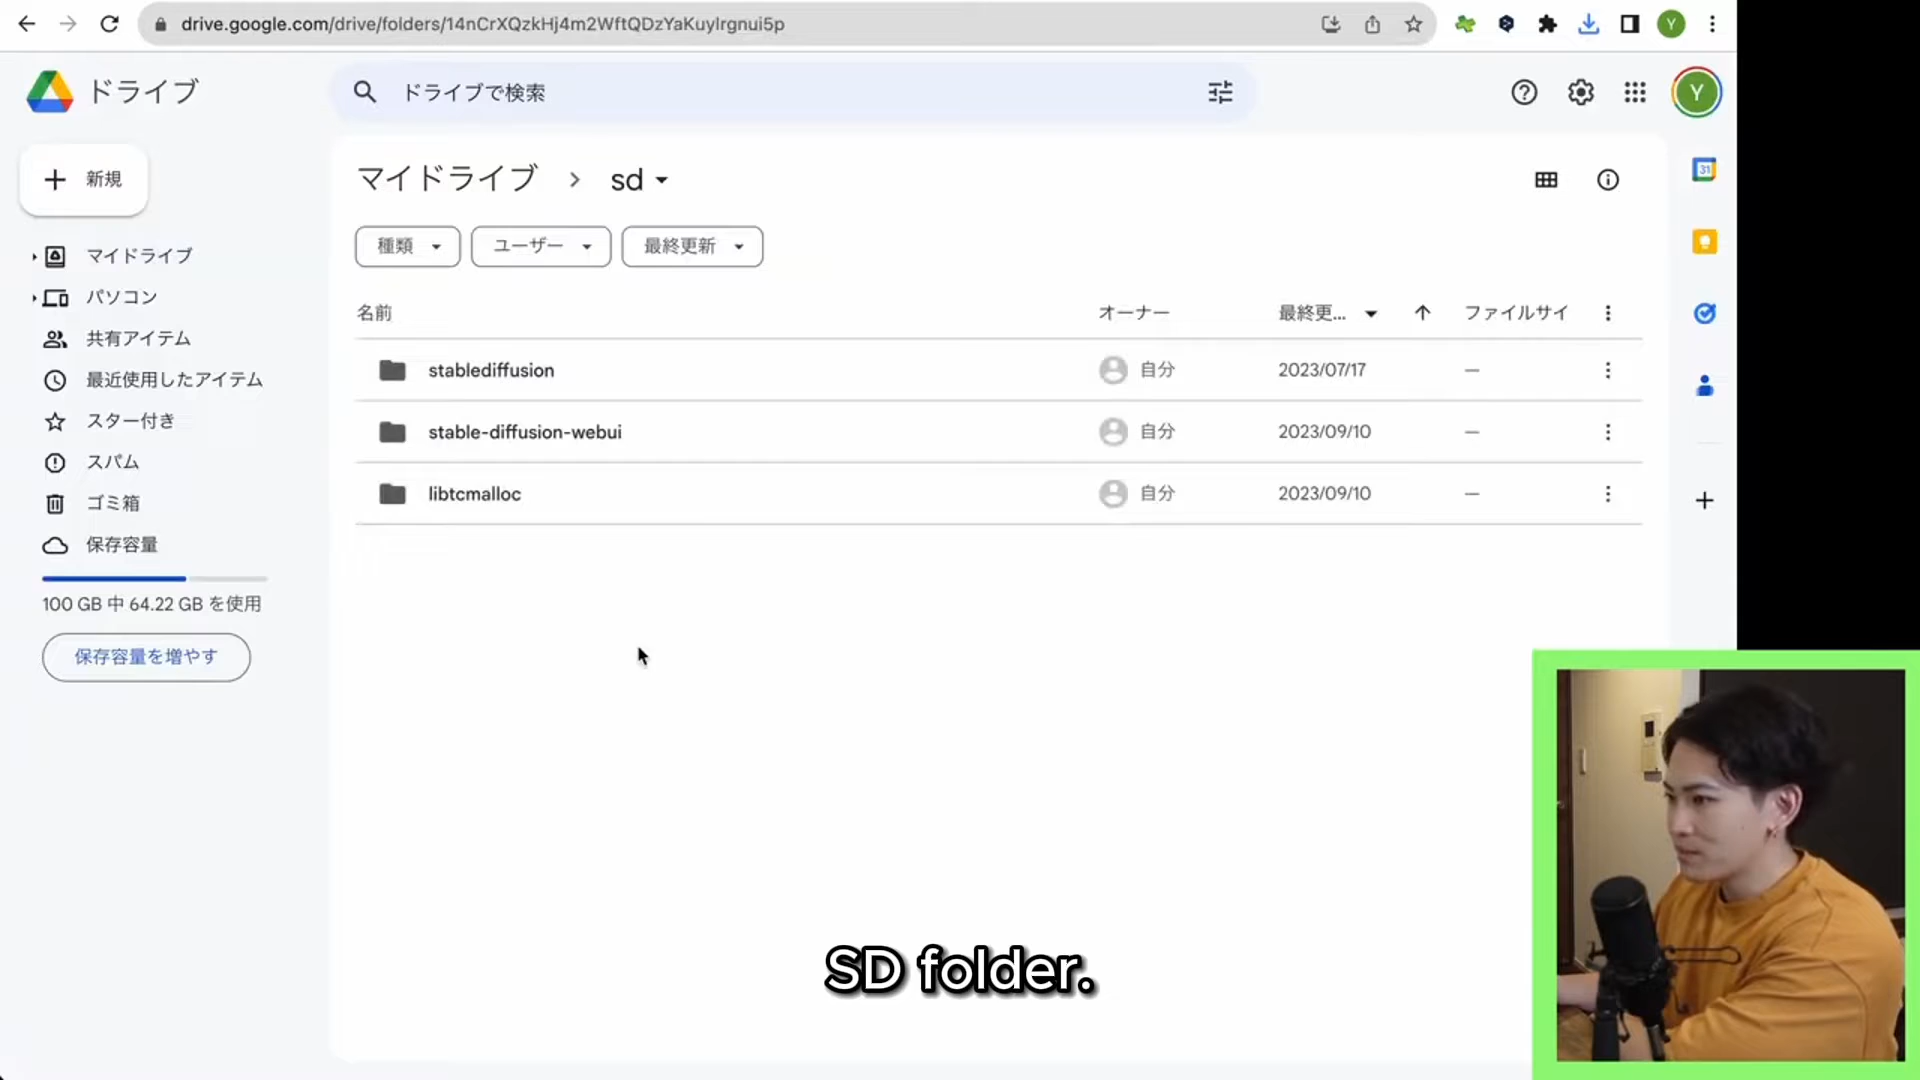 drive.google.com/drive/folders/14nCrXQzkHj4m2WftQDzYaKuyIrgnui5p
Y
ドライブ
ドライブで検索
Y
新規
マイドライブ
パソコン
共有アイテム
最近使用したアイテム
スター付き
スパム
ゴミ箱
保存容量
100 GB 中 64.22 GB を使用
保存容量を増やす
マイドライブ > sd
種類 ユーザー 最終更新
名前 オーナー 最終更... ファイルサイ
stablediffusion 自分 2023/07/17 —
stable-diffusion-webui 自分 2023/09/10 —
libtcmalloc 自分 2023/09/10 —
31
SD folder.